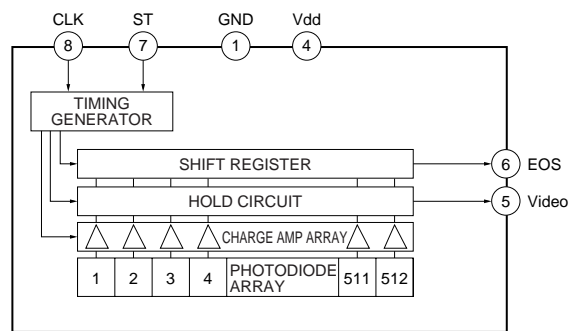 CLK ST GND Vdd
8 7 1 4
TIMING
GENERATOR
SHIFT REGISTER 6 EOS
HOLD CIRCUIT 5 Video
CHARGE AMP ARRAY
1 2 3 4 PHOTODIODE 511 512
ARRAY